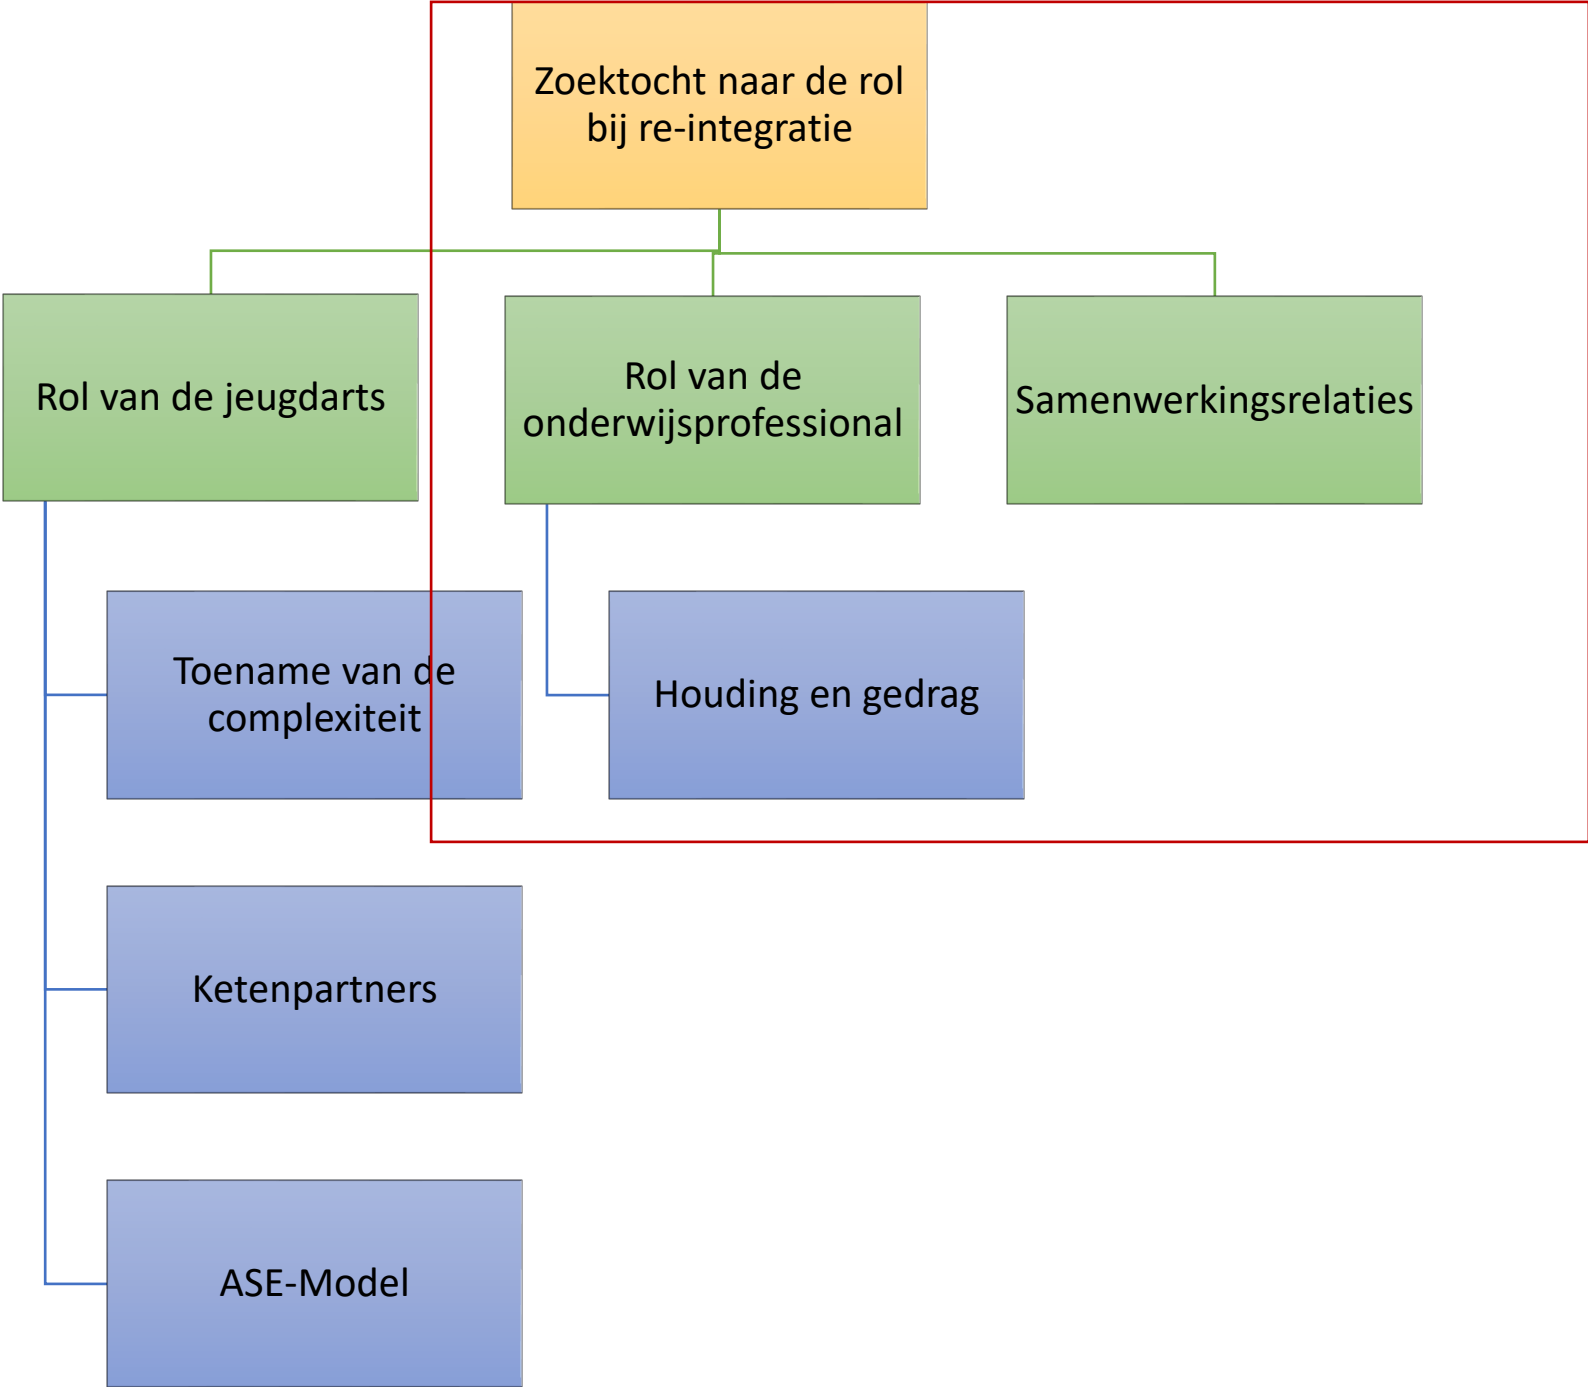 Zoektocht naar de rol
bij re-integratie
Rol van de jeugdarts
Rol van de
onderwijsprofessional
Samenwerkingsrelaties
Toename van de
complexiteit
Houding en gedrag
Ketenpartners
ASE-Model